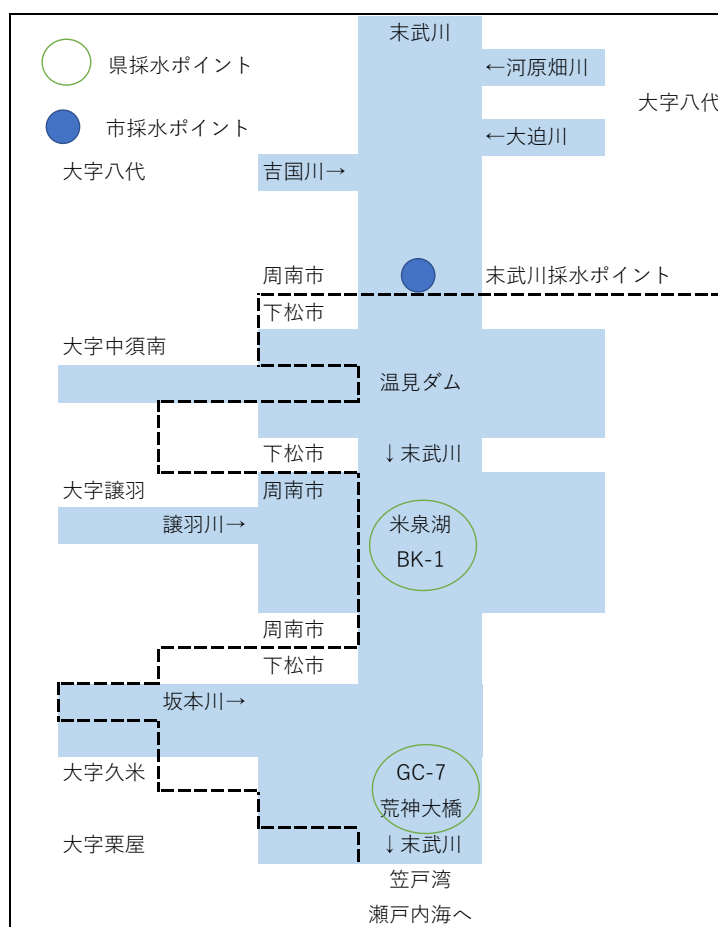 末武川
県採水ポイント
←河原畑川
大字八代
市採水ポイント
←大迫川
大字八代
吉国川→
周南市
末武川採水ポイント
下松市
大字中須南
温見ダム
下松市
↓末武川
大字譲羽
周南市
譲羽川→
米泉湖
BK-1
周南市
下松市
坂本川→
大字久米
GC-7
荒神大橋
大字栗屋
↓末武川
笠戸湾
瀬戸内海へ